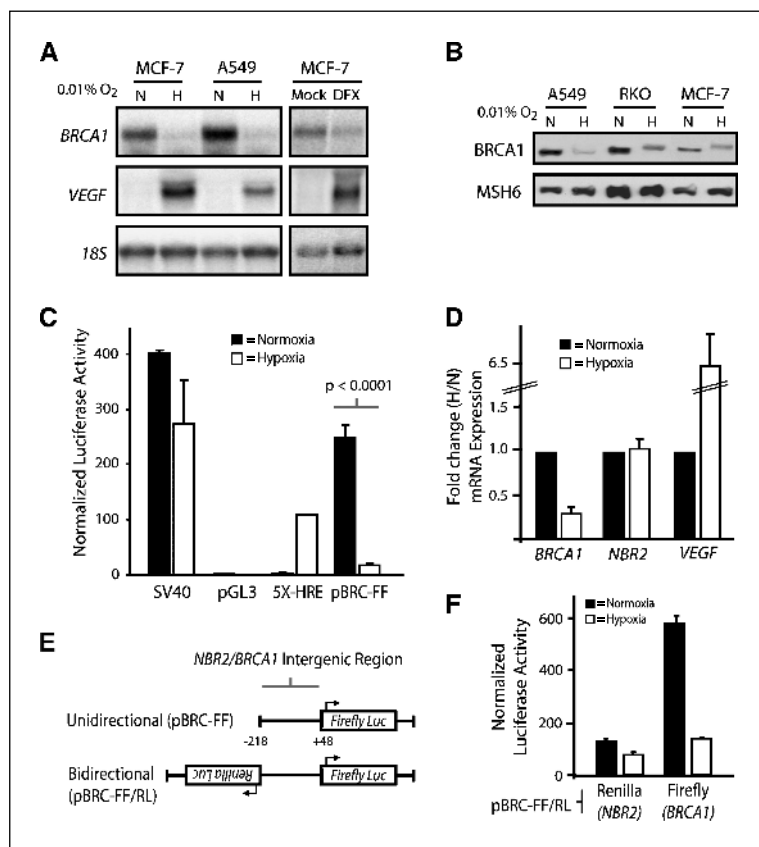 A
MCF-7 A549 MCF-7
0.01% O2 N H N H Mock DFX
BRCA1
VEGF
18S
B
A549 RKO MCF-7
0.01% O2 N H N H N H
BRCA1
MSH6
C
Normalized Luciferase Activity
400
300
200
100
0
■ = Normoxia
□ = Hypoxia
p < 0.0001
SV40 pGL3 5X-HRE pBRC-FF
D
Fold change (H/N)
mRNA Expression
■ = Normoxia
□ = Hypoxia
6.5
1.5
1.0
0.5
BRCA1 NBR2 VEGF
E
NBR2/BRCA1 Intergenic Region
Unidirectional (pBRC-FF) Firefly Luc
-218 +48
Bidirectional
(pBRC-FF/RL) Renilla Luc Firefly Luc
F
Normalized
Luciferase Activity
■ = Normoxia
□ = Hypoxia
600
400
200
0
pBRC-FF/RL
Renilla Firefly
(NBR2) (BRCA1)